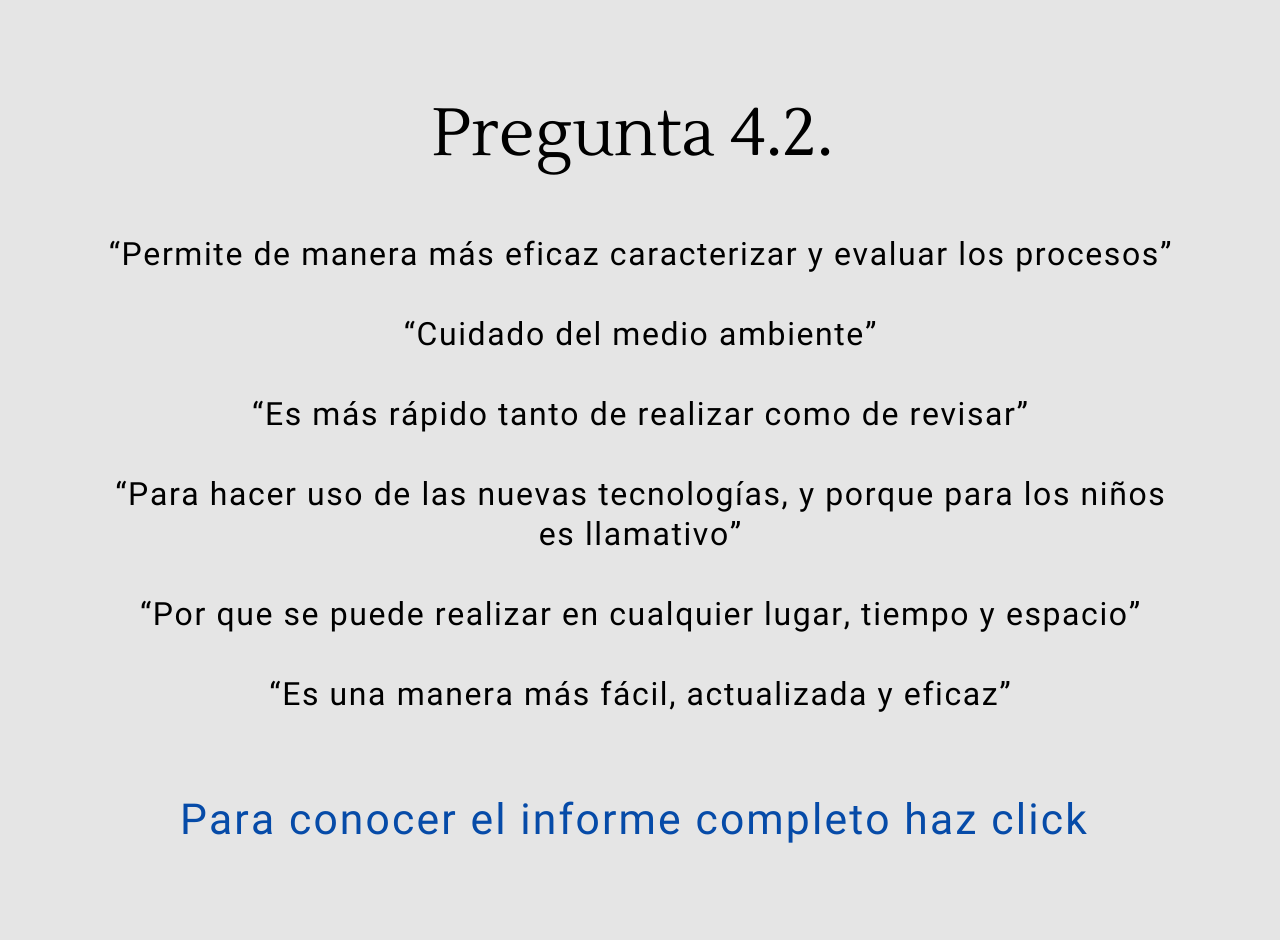 Pregunta 4.2.
“Permite de manera más eficaz caracterizar y evaluar los procesos”
“Cuidado del medio ambiente”
“Es más rápido tanto de realizar como de revisar”
“Para hacer uso de las nuevas tecnologías, y porque para los niños
es llamativo”
“Por que se puede realizar en cualquier lugar, tiempo y espacio”
“Es una manera más fácil, actualizada y eficaz”
Para conocer el informe completo haz click